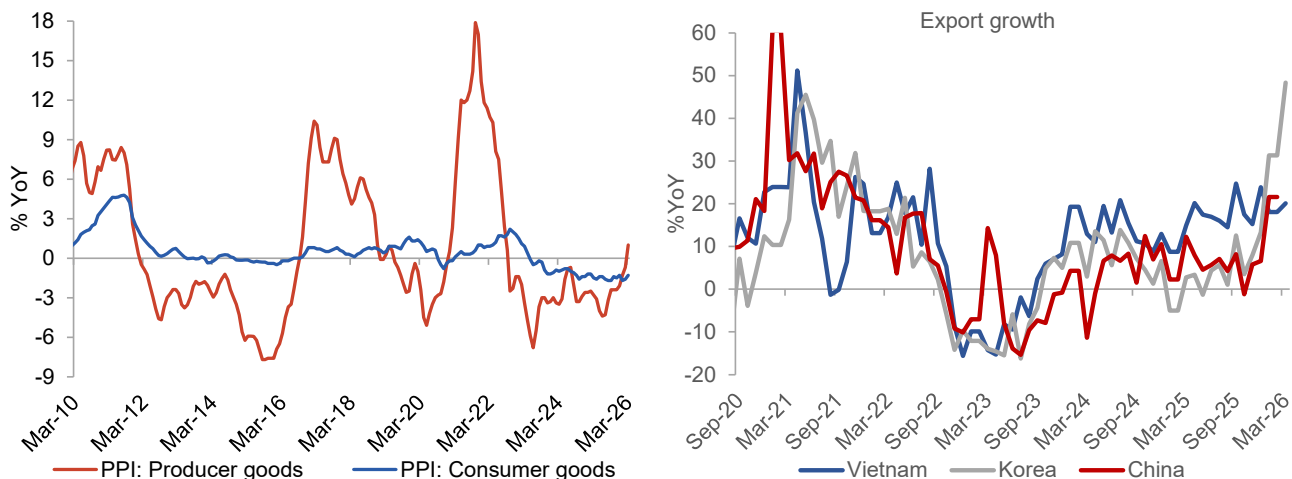 % YoY
18
15
12
9
6
3
0
-3
-6
-9
Mar-10
Mar-12
Mar-14
Mar-16
Mar-18
Mar-20
Mar-22
Mar-24
Mar-26
PPI: Producer goods
PPI: Consumer goods
Export growth
%YoY
60
50
40
30
20
10
0
-10
-20
Sep-20
Mar-21
Sep-21
Mar-22
Sep-22
Mar-23
Sep-23
Mar-24
Sep-24
Mar-25
Sep-25
Mar-26
Vietnam
Korea
China